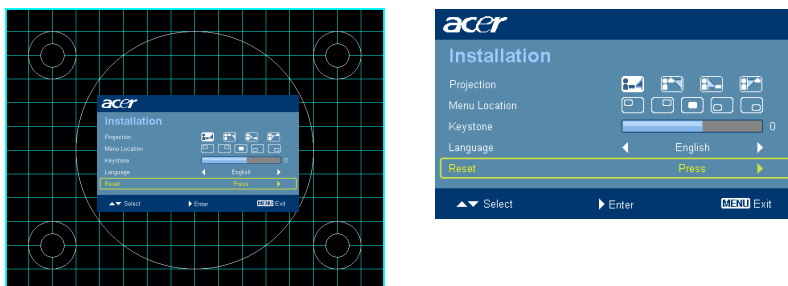 acer
Installation
Projection
Menu Location
Keystone 0
Language English
Reset Press
Select Enter MENU Exit
acer
Installation
Projection
Menu Location
Keystone 0
Language English
Reset Press
Select Enter MENU Exit